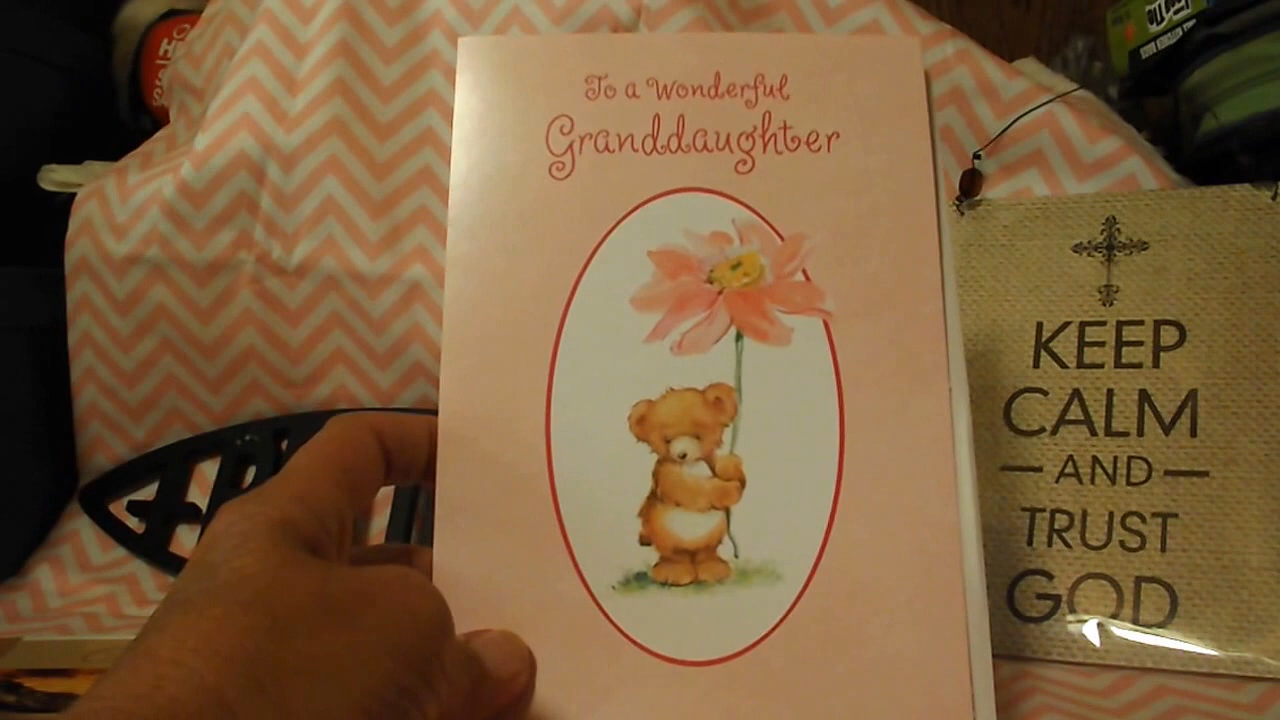 To a Wonderful
Granddaughter
KEEP
CALM
AND
TRUST
GOD